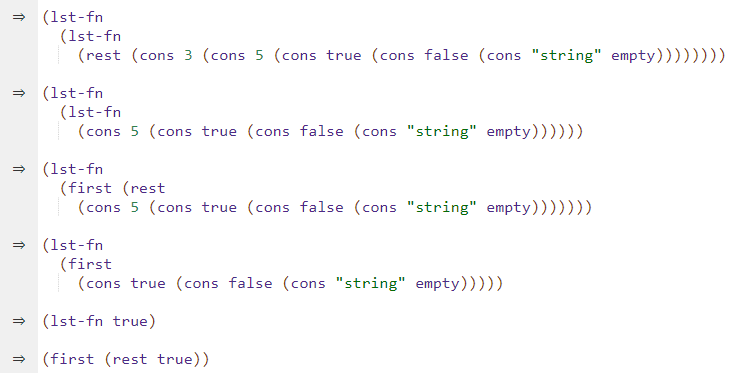 ⇒ (lst-fn
(lst-fn
(rest (cons 3 (cons 5 (cons true (cons false (cons "string" empty))))))))
⇒ (lst-fn
(lst-fn
(cons 5 (cons true (cons false (cons "string" empty))))))
⇒ (lst-fn
(first (rest
(cons 5 (cons true (cons false (cons "string" empty)))))))
⇒ (lst-fn
(first
(cons true (cons false (cons "string" empty)))))
⇒ (lst-fn true)
⇒ (first (rest true))